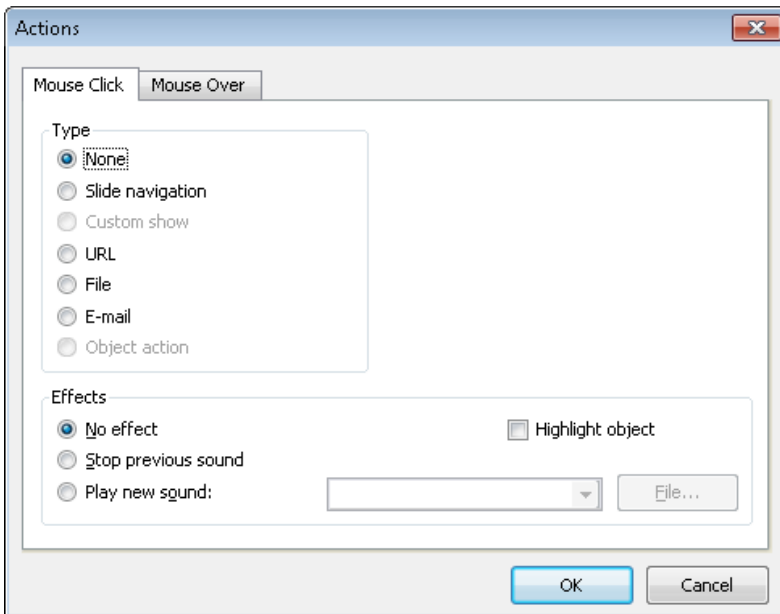 Actions
Mouse Click Mouse Over
Type
None
Slide navigation
Custom show
URL
File
E-mail
Object action
Effects
No effect Highlight object
Stop previous sound
Play new sound: File...
OK Cancel